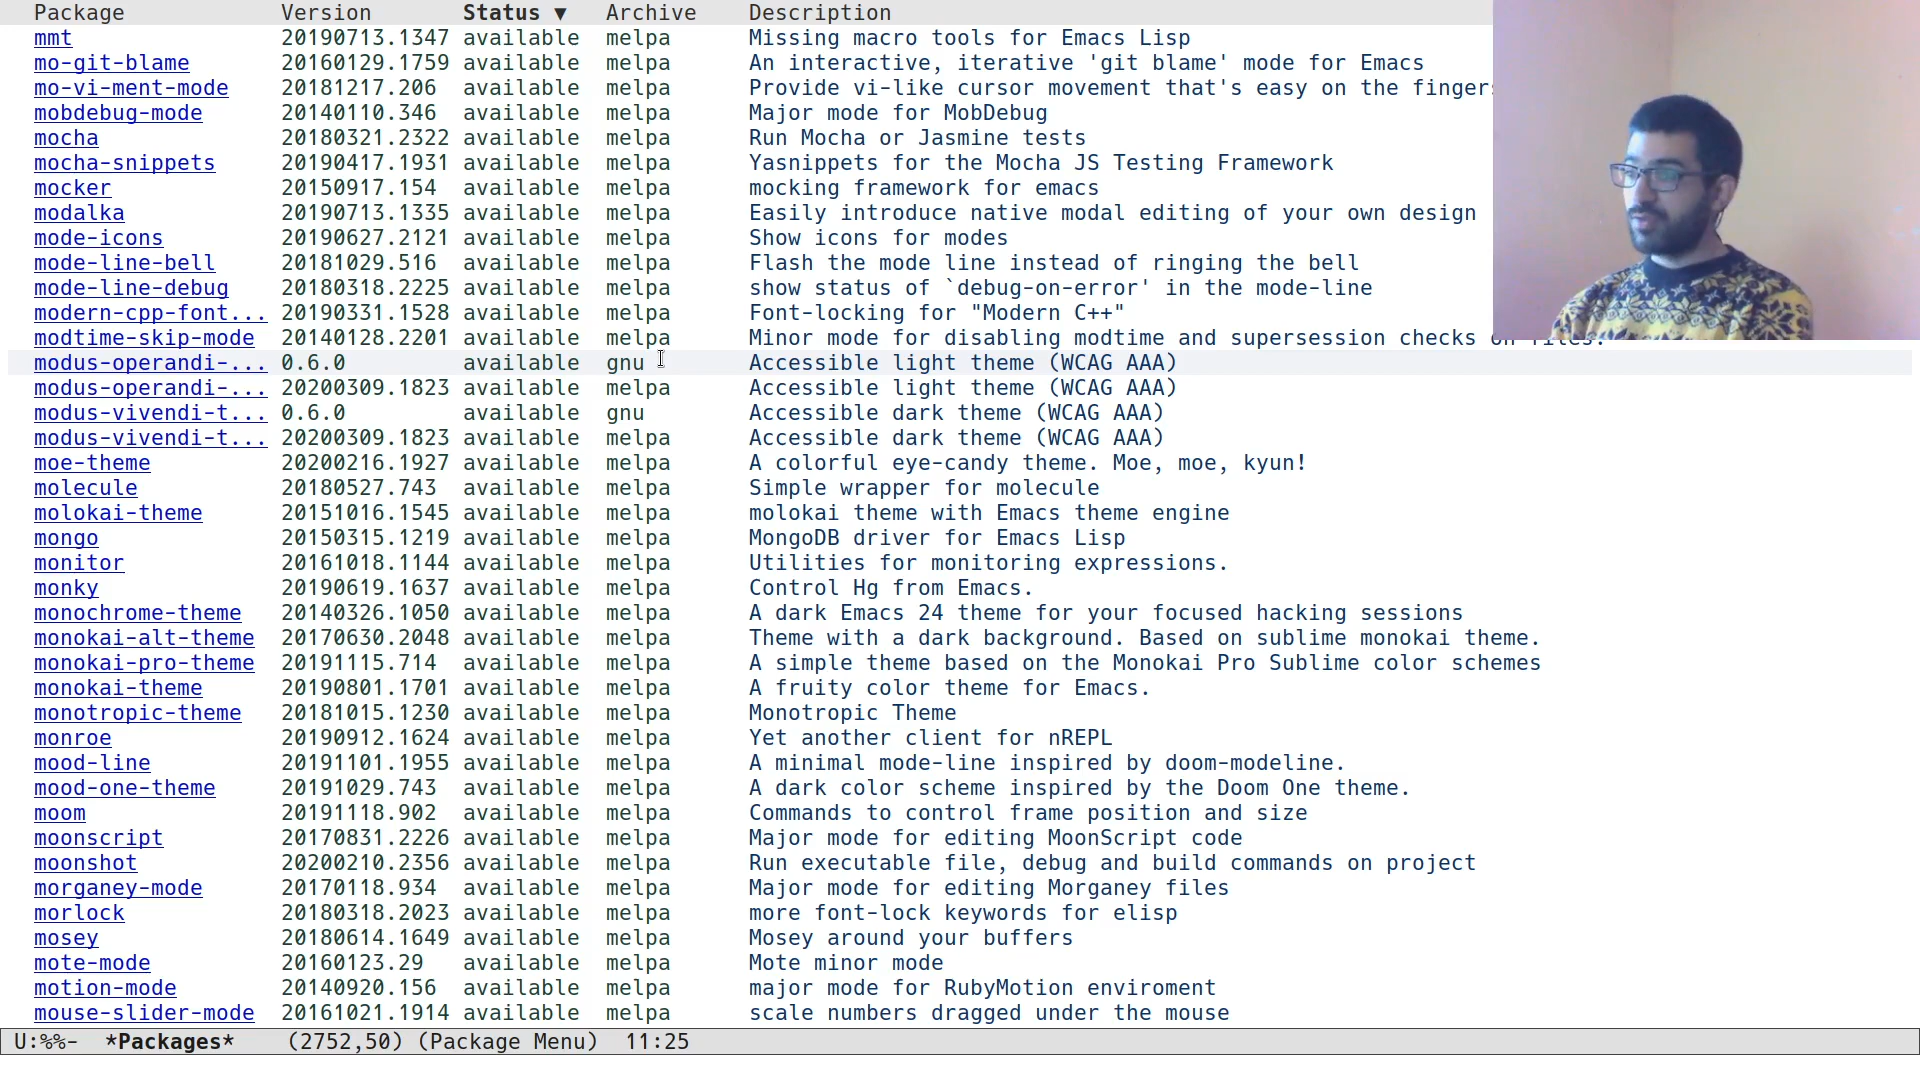 Package Version Status ▼ Archive Description
mmt 20190713.1347 available melpa Missing macro tools for Emacs Lisp
mo-git-blame 20160129.1759 available melpa An interactive, iterative 'git blame' mode for Emacs
mo-vi-ment-mode 20181217.206 available melpa Provide vi-like cursor movement that's easy on the fingers
mobdebug-mode 20140110.346 available melpa Major mode for MobDebug
mocha 20180321.2322 available melpa Run Mocha or Jasmine tests
mocha-snippets 20190417.1931 available melpa Yasnippets for the Mocha JS Testing Framework
mocker 20150917.154 available melpa mocking framework for emacs
modalka 20190713.1335 available melpa Easily introduce native modal editing of your own design
mode-icons 20190627.2121 available melpa Show icons for modes
mode-line-bell 20181029.516 available melpa Flash the mode line instead of ringing the bell
mode-line-debug 20180318.2225 available melpa show status of `debug-on-error' in the mode-line
modern-cpp-font... 20190331.1528 available melpa Font-locking for "Modern C++"
modtime-skip-mode 20140128.2201 available melpa Minor mode for disabling modtime and supersession checks on files.
modus-operandi-... 0.6.0 available gnu Accessible light theme (WCAG AAA)
modus-operandi-... 20200309.1823 available melpa Accessible light theme (WCAG AAA)
modus-vivendi-t... 0.6.0 available gnu Accessible dark theme (WCAG AAA)
modus-vivendi-t... 20200309.1823 available melpa Accessible dark theme (WCAG AAA)
moe-theme 20200216.1927 available melpa A colorful eye-candy theme. Moe, moe, kyun!
molecule 20180527.743 available melpa Simple wrapper for molecule
molokai-theme 20151016.1545 available melpa molokai theme with Emacs theme engine
mongo 20150315.1219 available melpa MongoDB driver for Emacs Lisp
monitor 20161018.1144 available melpa Utilities for monitoring expressions.
monky 20190619.1637 available melpa Control Hg from Emacs.
monochrome-theme 20140326.1050 available melpa A dark Emacs 24 theme for your focused hacking sessions
monokai-alt-theme 20170630.2048 available melpa Theme with a dark background. Based on sublime monokai theme.
monokai-pro-theme 20191115.714 available melpa A simple theme based on the Monokai Pro Sublime color schemes
monokai-theme 20190801.1701 available melpa A fruity color theme for Emacs.
monotropic-theme 20181015.1230 available melpa Monotropic Theme
monroe 20190912.1624 available melpa Yet another client for nREPL
mood-line 20191101.1955 available melpa A minimal mode-line inspired by doom-modeline.
mood-one-theme 20191029.743 available melpa A dark color scheme inspired by the Doom One theme.
moom 20191118.902 available melpa Commands to control frame position and size
moonscript 20170831.2226 available melpa Major mode for editing MoonScript code
moonshot 20200210.2356 available melpa Run executable file, debug and build commands on project
morganey-mode 20170118.934 available melpa Major mode for editing Morganey files
morlock 20180318.2023 available melpa more font-lock keywords for elisp
mosey 20180614.1649 available melpa Mosey around your buffers
mote-mode 20160123.29 available melpa Mote minor mode
motion-mode 20140920.156 available melpa major mode for RubyMotion enviroment
mouse-slider-mode 20161021.1914 available melpa scale numbers dragged under the mouse
U:%%- *Packages* (2752,50) (Package Menu) 11:25